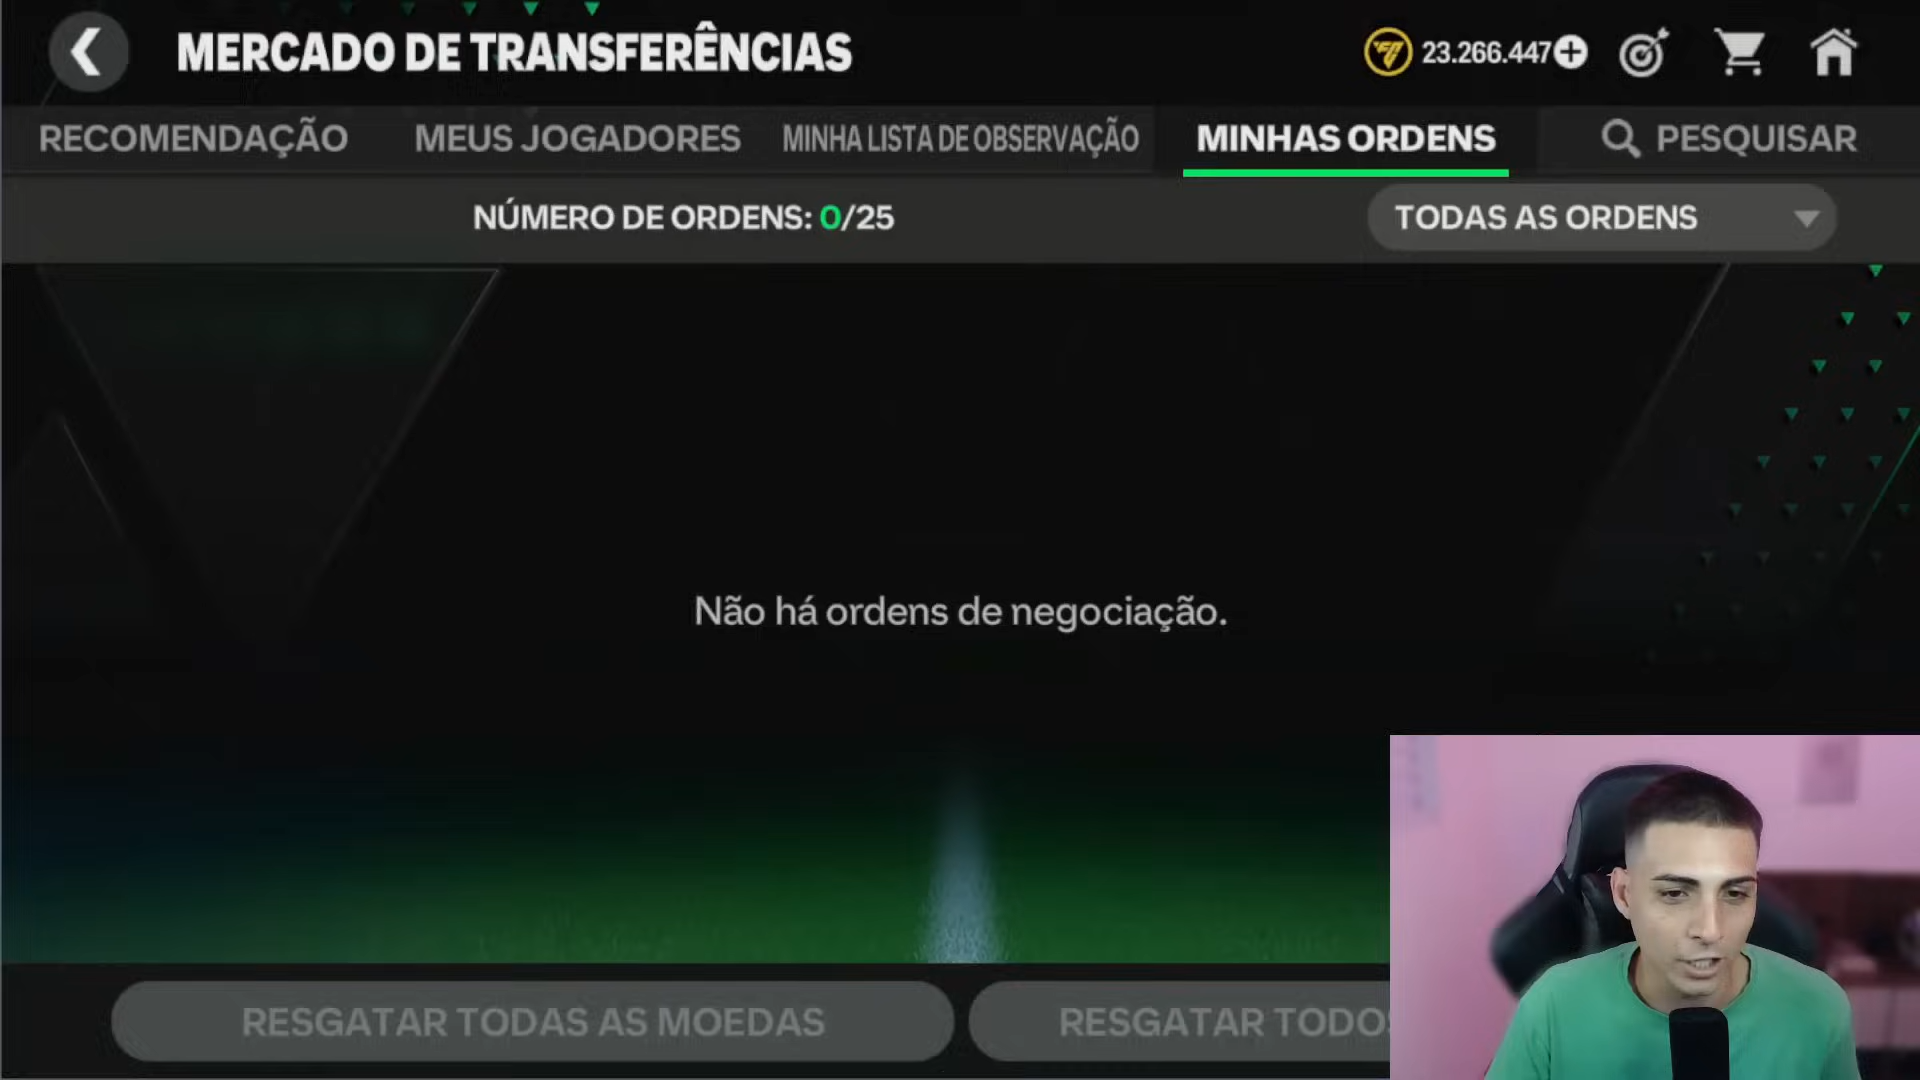 MERCADO DE TRANSFERÊNCIAS
23.266.447
RECOMENDAÇÃO
MEUS JOGADORES
MINHA LISTA DE OBSERVAÇÃO
MINHAS ORDENS
PESQUISAR
NÚMERO DE ORDENS: 0/25
TODAS AS ORDENS
Não há ordens de negociação.
RESGATAR TODAS AS MOEDAS
RESGATAR TODOS